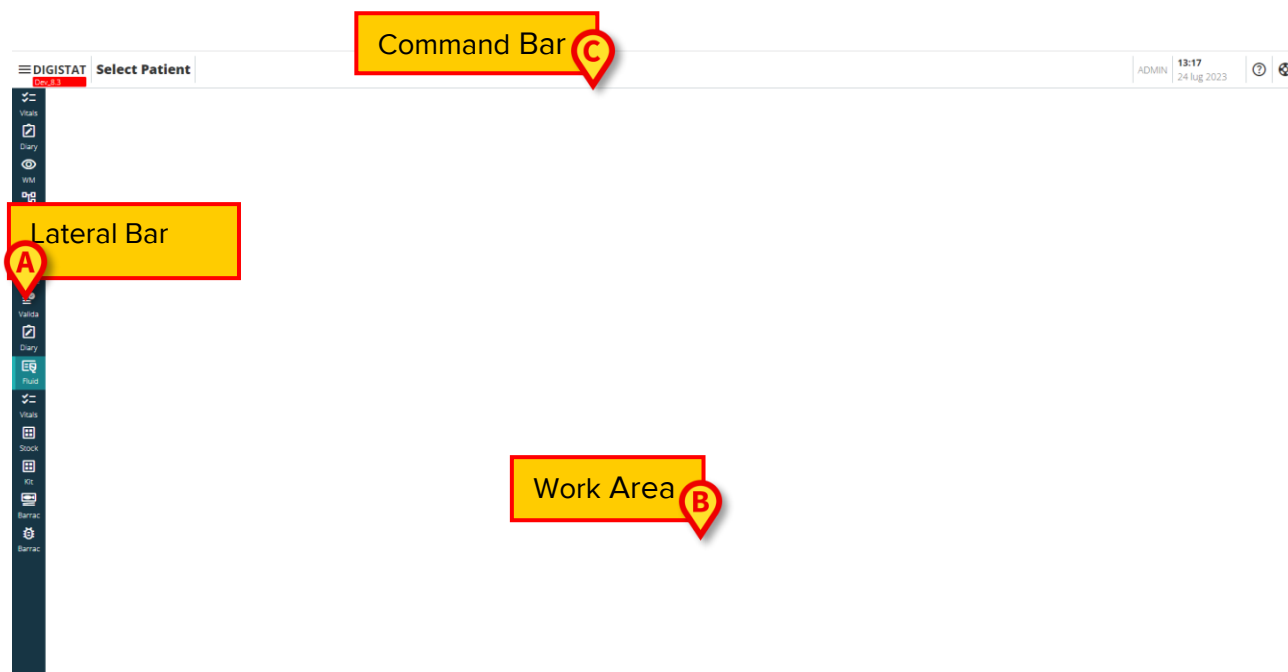 Command Bar
C
DIGISTAT
Dev_8.3
Select Patient
ADMIN
13:17
24 lug 2023
Vitals
Diary
WM
Lateral Bar
A
Valida
Diary
Fluid
Vitals
Stock
Kit
Barrac
Barrac
Work Area
B